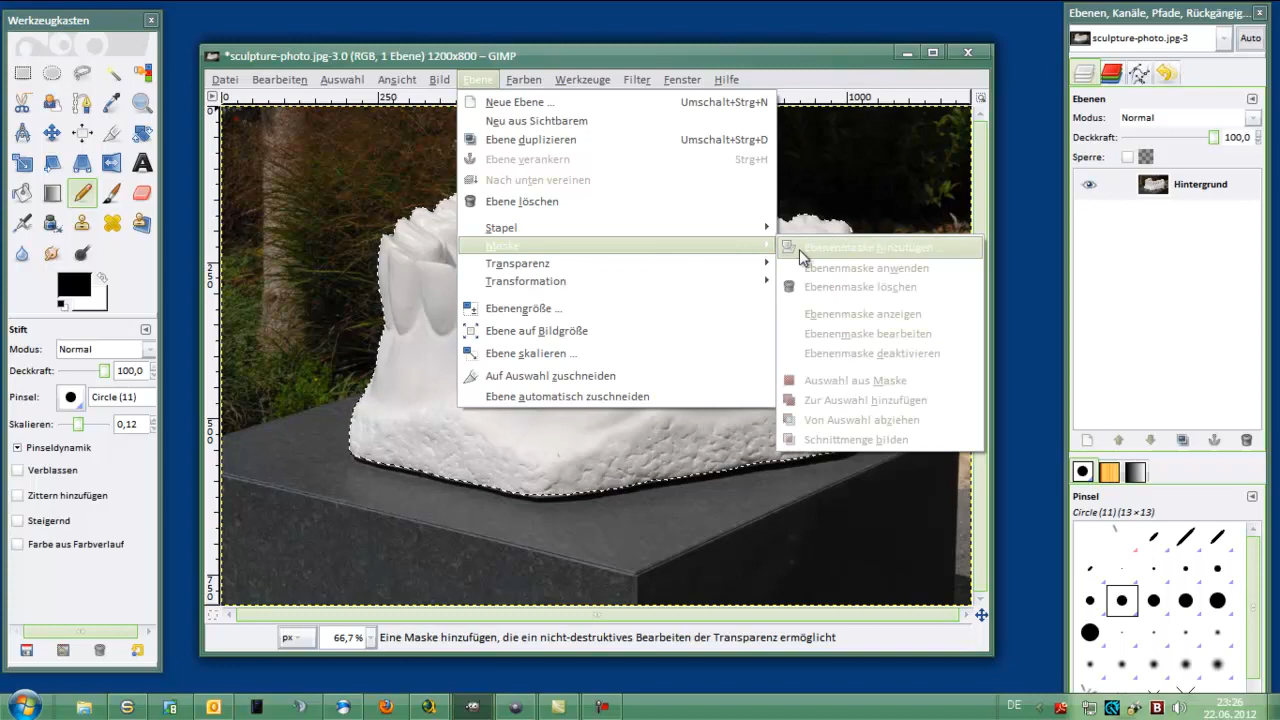 Werkzeugkasten
Stift
Modus:
Normal
Deckkraft:
100,0
Pinsel:
Circle (11)
Skalieren:
0,12
Pinseldynamik
Verblassen
Zittern hinzufügen
Steigernd
Farbe aus Farbverlauf
*sculpture-photo.jpg-3.0 (RGB, 1 Ebene) 1200x800 – GIMP
Datei Bearbeiten Auswahl Ansicht Bild Ebene Farben Werkzeuge Filter Fenster Hilfe
0 250 1000
0
250
500
750
Neue Ebene ... Umschalt+Strg+N
Neu aus Sichtbarem
Ebene duplizieren Umschalt+Strg+D
Ebene verankern Strg+H
Nach unten vereinen
Ebene löschen
Stapel
Maske
Transparenz
Transformation
Ebenengröße ...
Ebene auf Bildgröße
Ebene skalieren ...
Auf Auswahl zuschneiden
Ebene automatisch zuschneiden
Ebenenmaske hinzufügen ...
Ebenenmaske anwenden
Ebenenmaske löschen
Ebenenmaske anzeigen
Ebenenmaske bearbeiten
Ebenenmaske deaktivieren
Auswahl aus Maske
Zur Auswahl hinzufügen
Von Auswahl abziehen
Schnittmenge bilden
px
66,7 %
Eine Maske hinzufügen, die ein nicht-destruktives Bearbeiten der Transparenz ermöglicht
Ebenen, Kanäle, Pfade, Rückgängig...
sculpture-photo.jpg-3
Auto
Ebenen
Modus:
Normal
Deckkraft:
100,0
Sperre:
Hintergrund
Pinsel
Circle (11) (13 × 13)
DE
23:26
22.06.2012